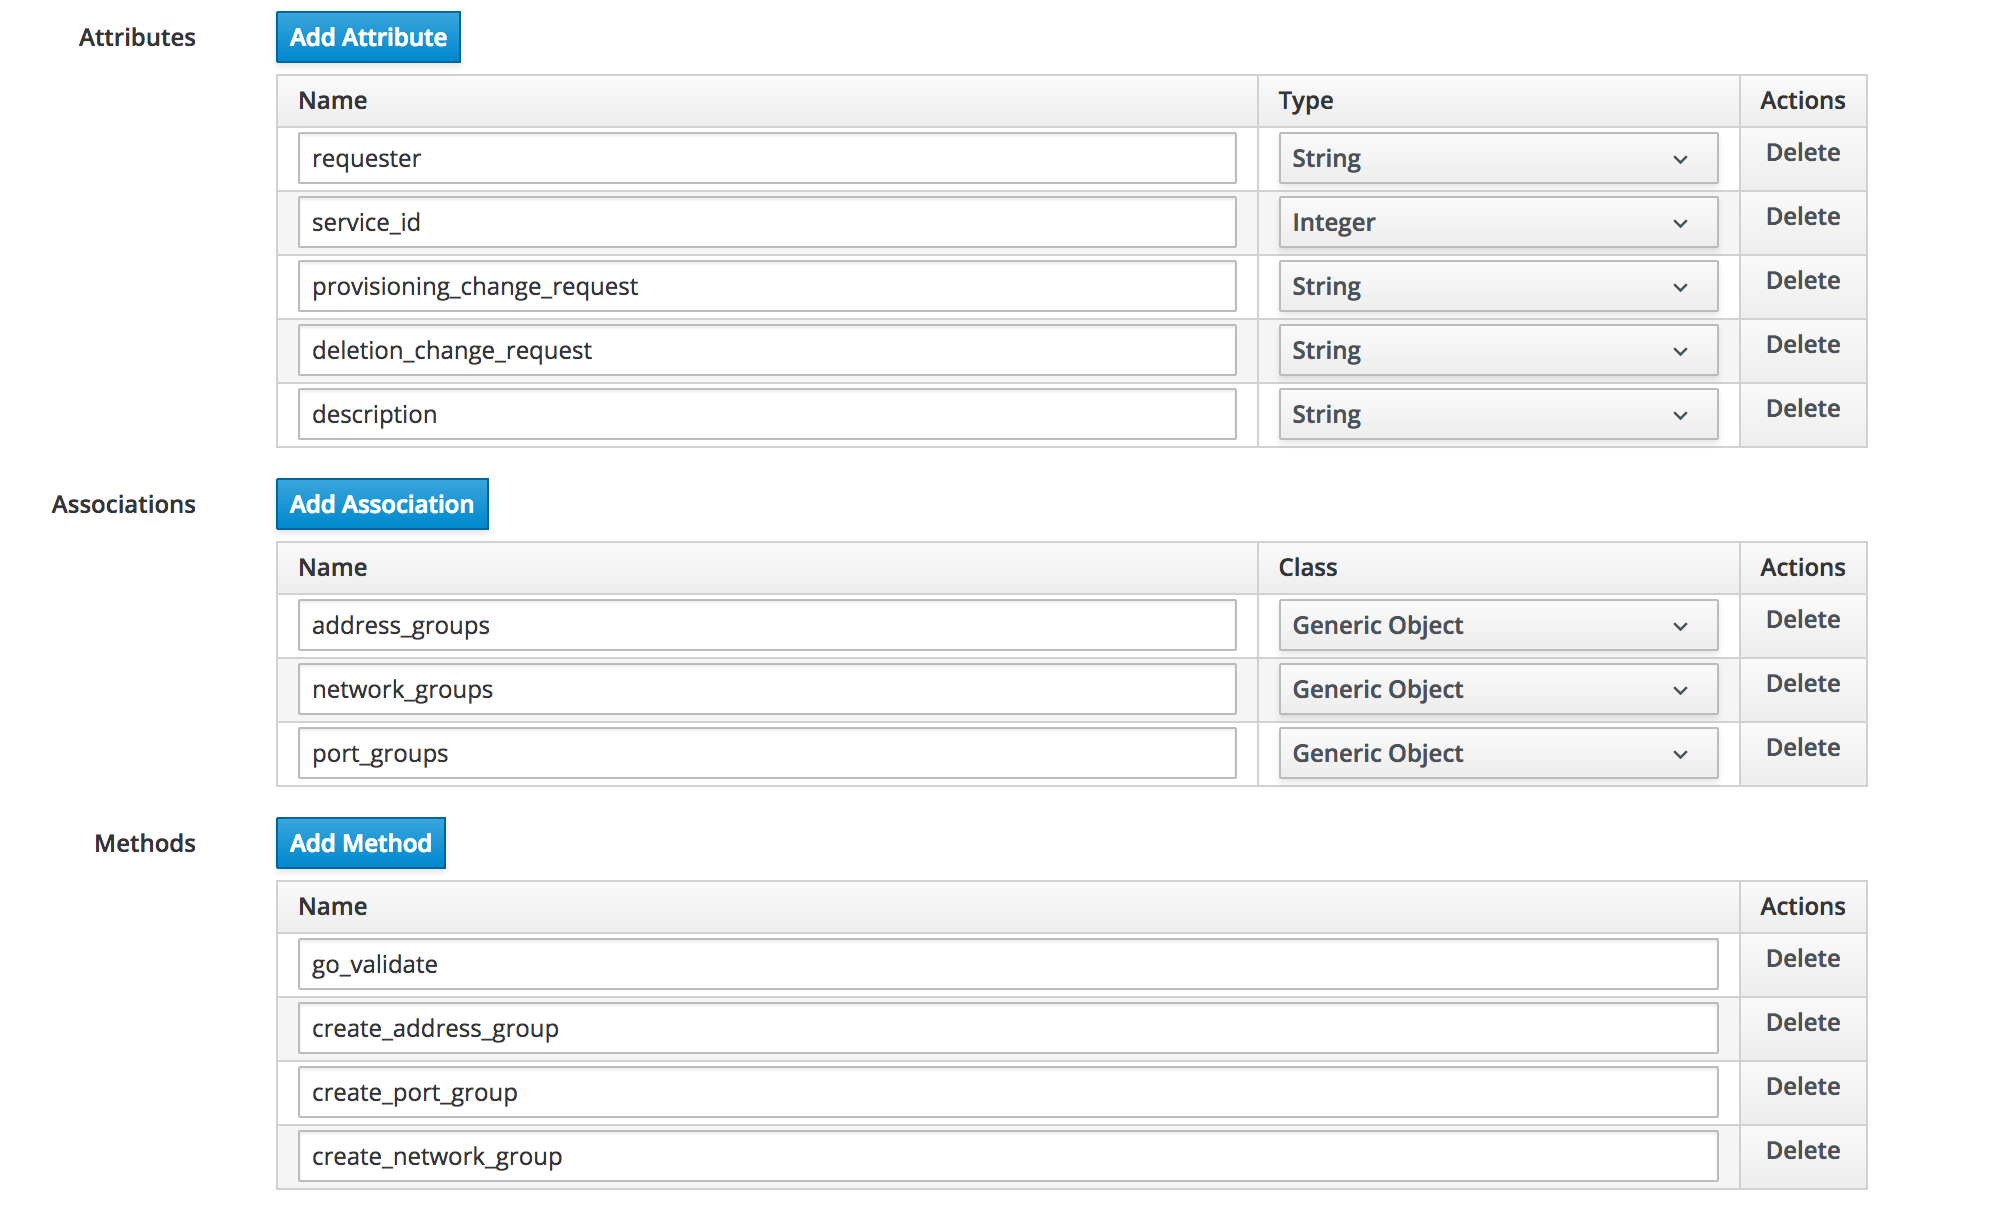 Attributes Add Attribute
Name Type Actions
requester String Delete
service_id Integer Delete
provisioning_change_request String Delete
deletion_change_request String Delete
description String Delete
Associations Add Association
Name Class Actions
address_groups Generic Object Delete
network_groups Generic Object Delete
port_groups Generic Object Delete
Methods Add Method
Name Actions
go_validate Delete
create_address_group Delete
create_port_group Delete
create_network_group Delete